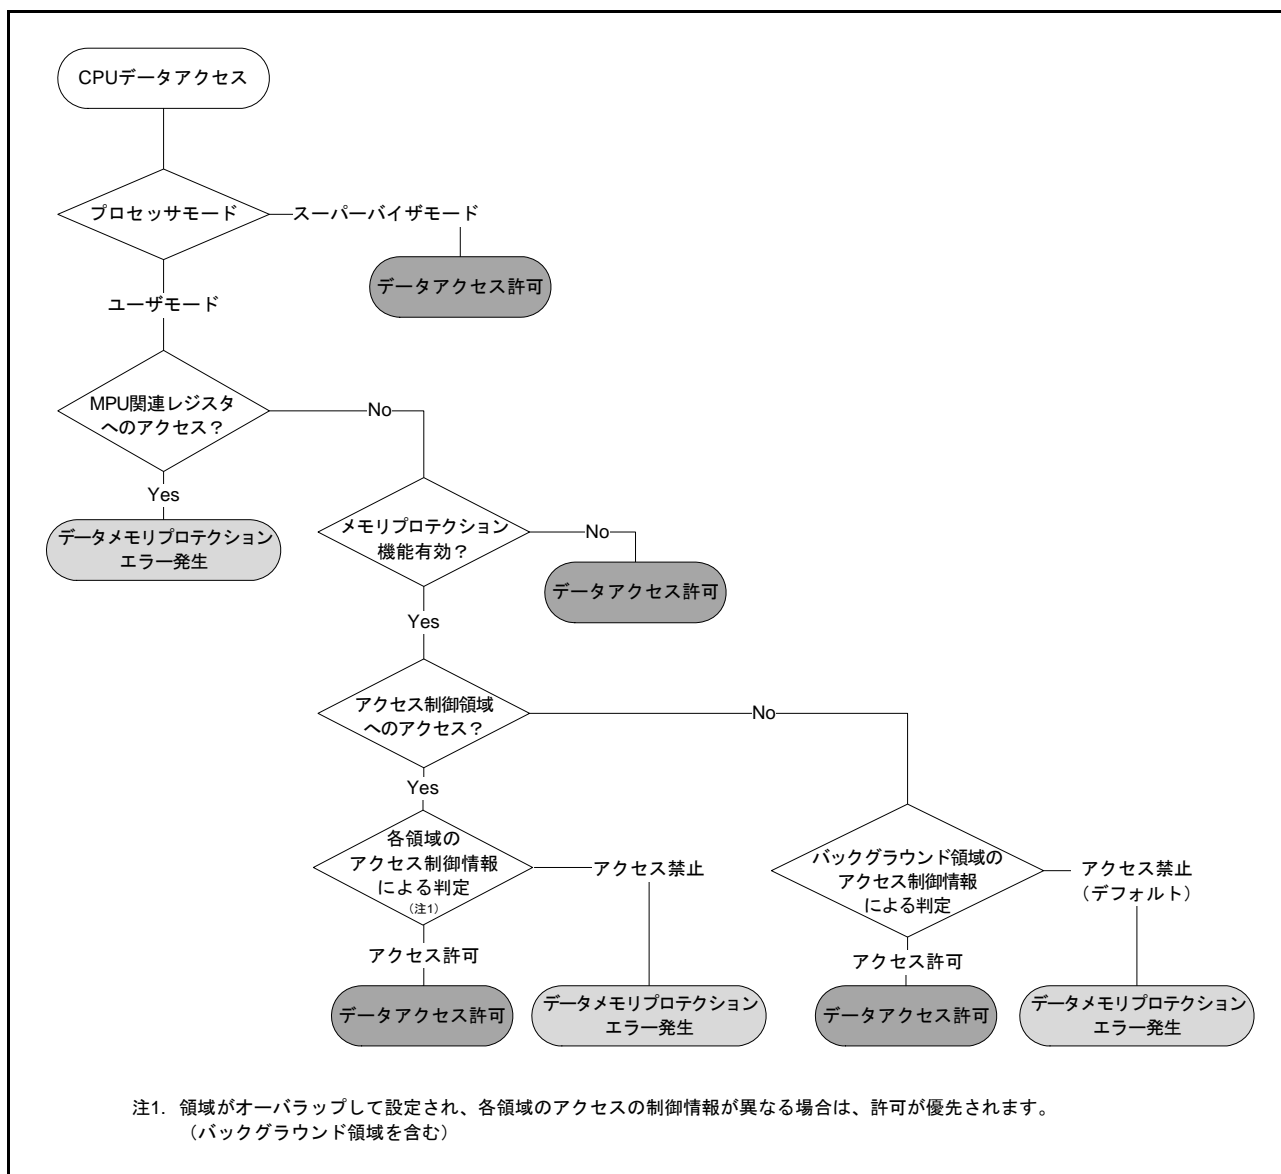 CPUデータアクセス
プロセッサモード
スーパーバイザモード
データアクセス許可
ユーザモード
MPU関連レジスタ
へのアクセス？
No
Yes
データメモリプロテクション
エラー発生
メモリプロテクション
機能有効？
No
データアクセス許可
Yes
アクセス制御領域
へのアクセス？
No
Yes
各領域の
アクセス制御情報
による判定
（注1）
アクセス禁止
バックグラウンド領域の
アクセス制御情報
による判定
アクセス禁止
（デフォルト）
アクセス許可
アクセス許可
データアクセス許可
データメモリプロテクション
エラー発生
データアクセス許可
データメモリプロテクション
エラー発生
注1. 領域がオーバラップして設定され、各領域のアクセスの制御情報が異なる場合は、許可が優先されます。
（バックグラウンド領域を含む）